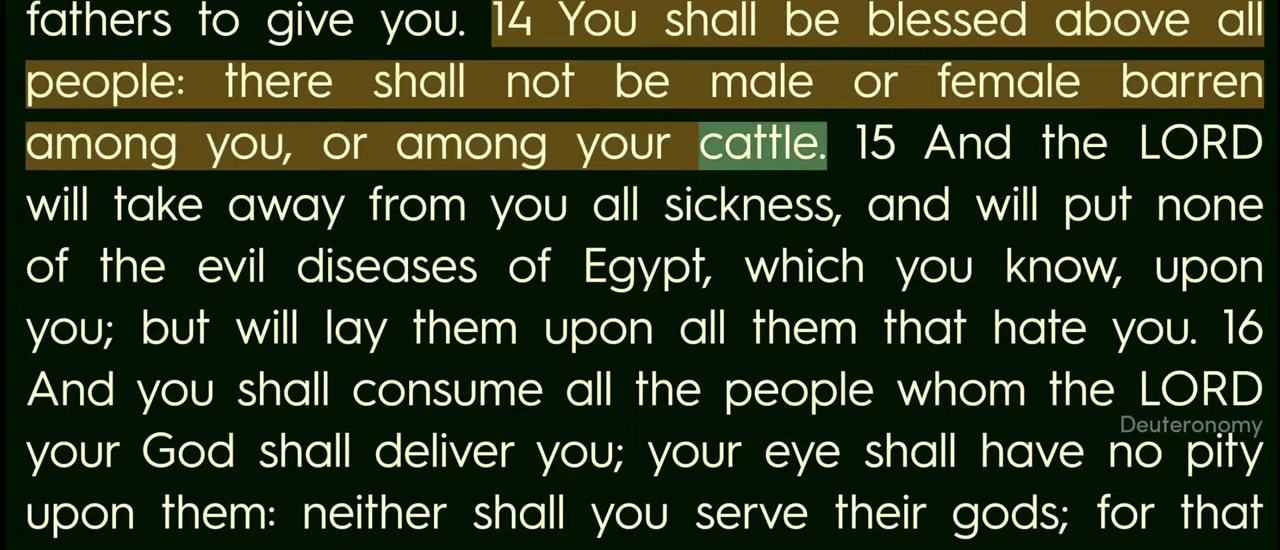 fathers to give you. 14 You shall be blessed above all
people: there shall not be male or female barren
among you, or among your cattle. 15 And the LORD
will take away from you all sickness, and will put none
of the evil diseases of Egypt, which you know, upon
you; but will lay them upon all them that hate you. 16
And you shall consume all the people whom the LORD
Deuteronomy
your God shall deliver you; your eye shall have no pity
upon them: neither shall you serve their gods; for that